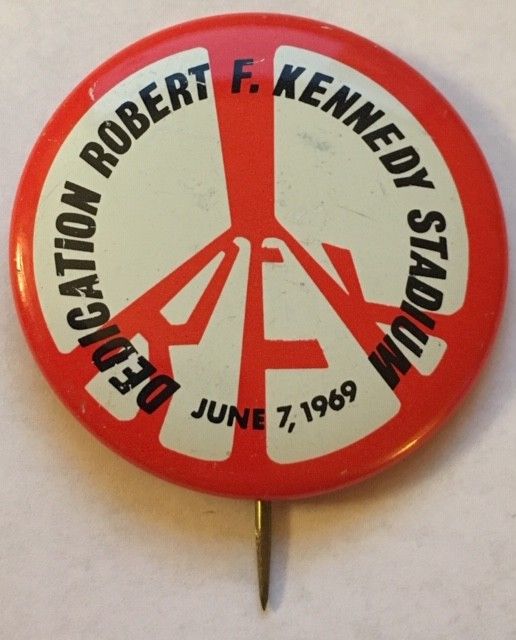 DEDICATION ROBERT F. KENNEDY STADIUM
RFK
JUNE 7, 1969